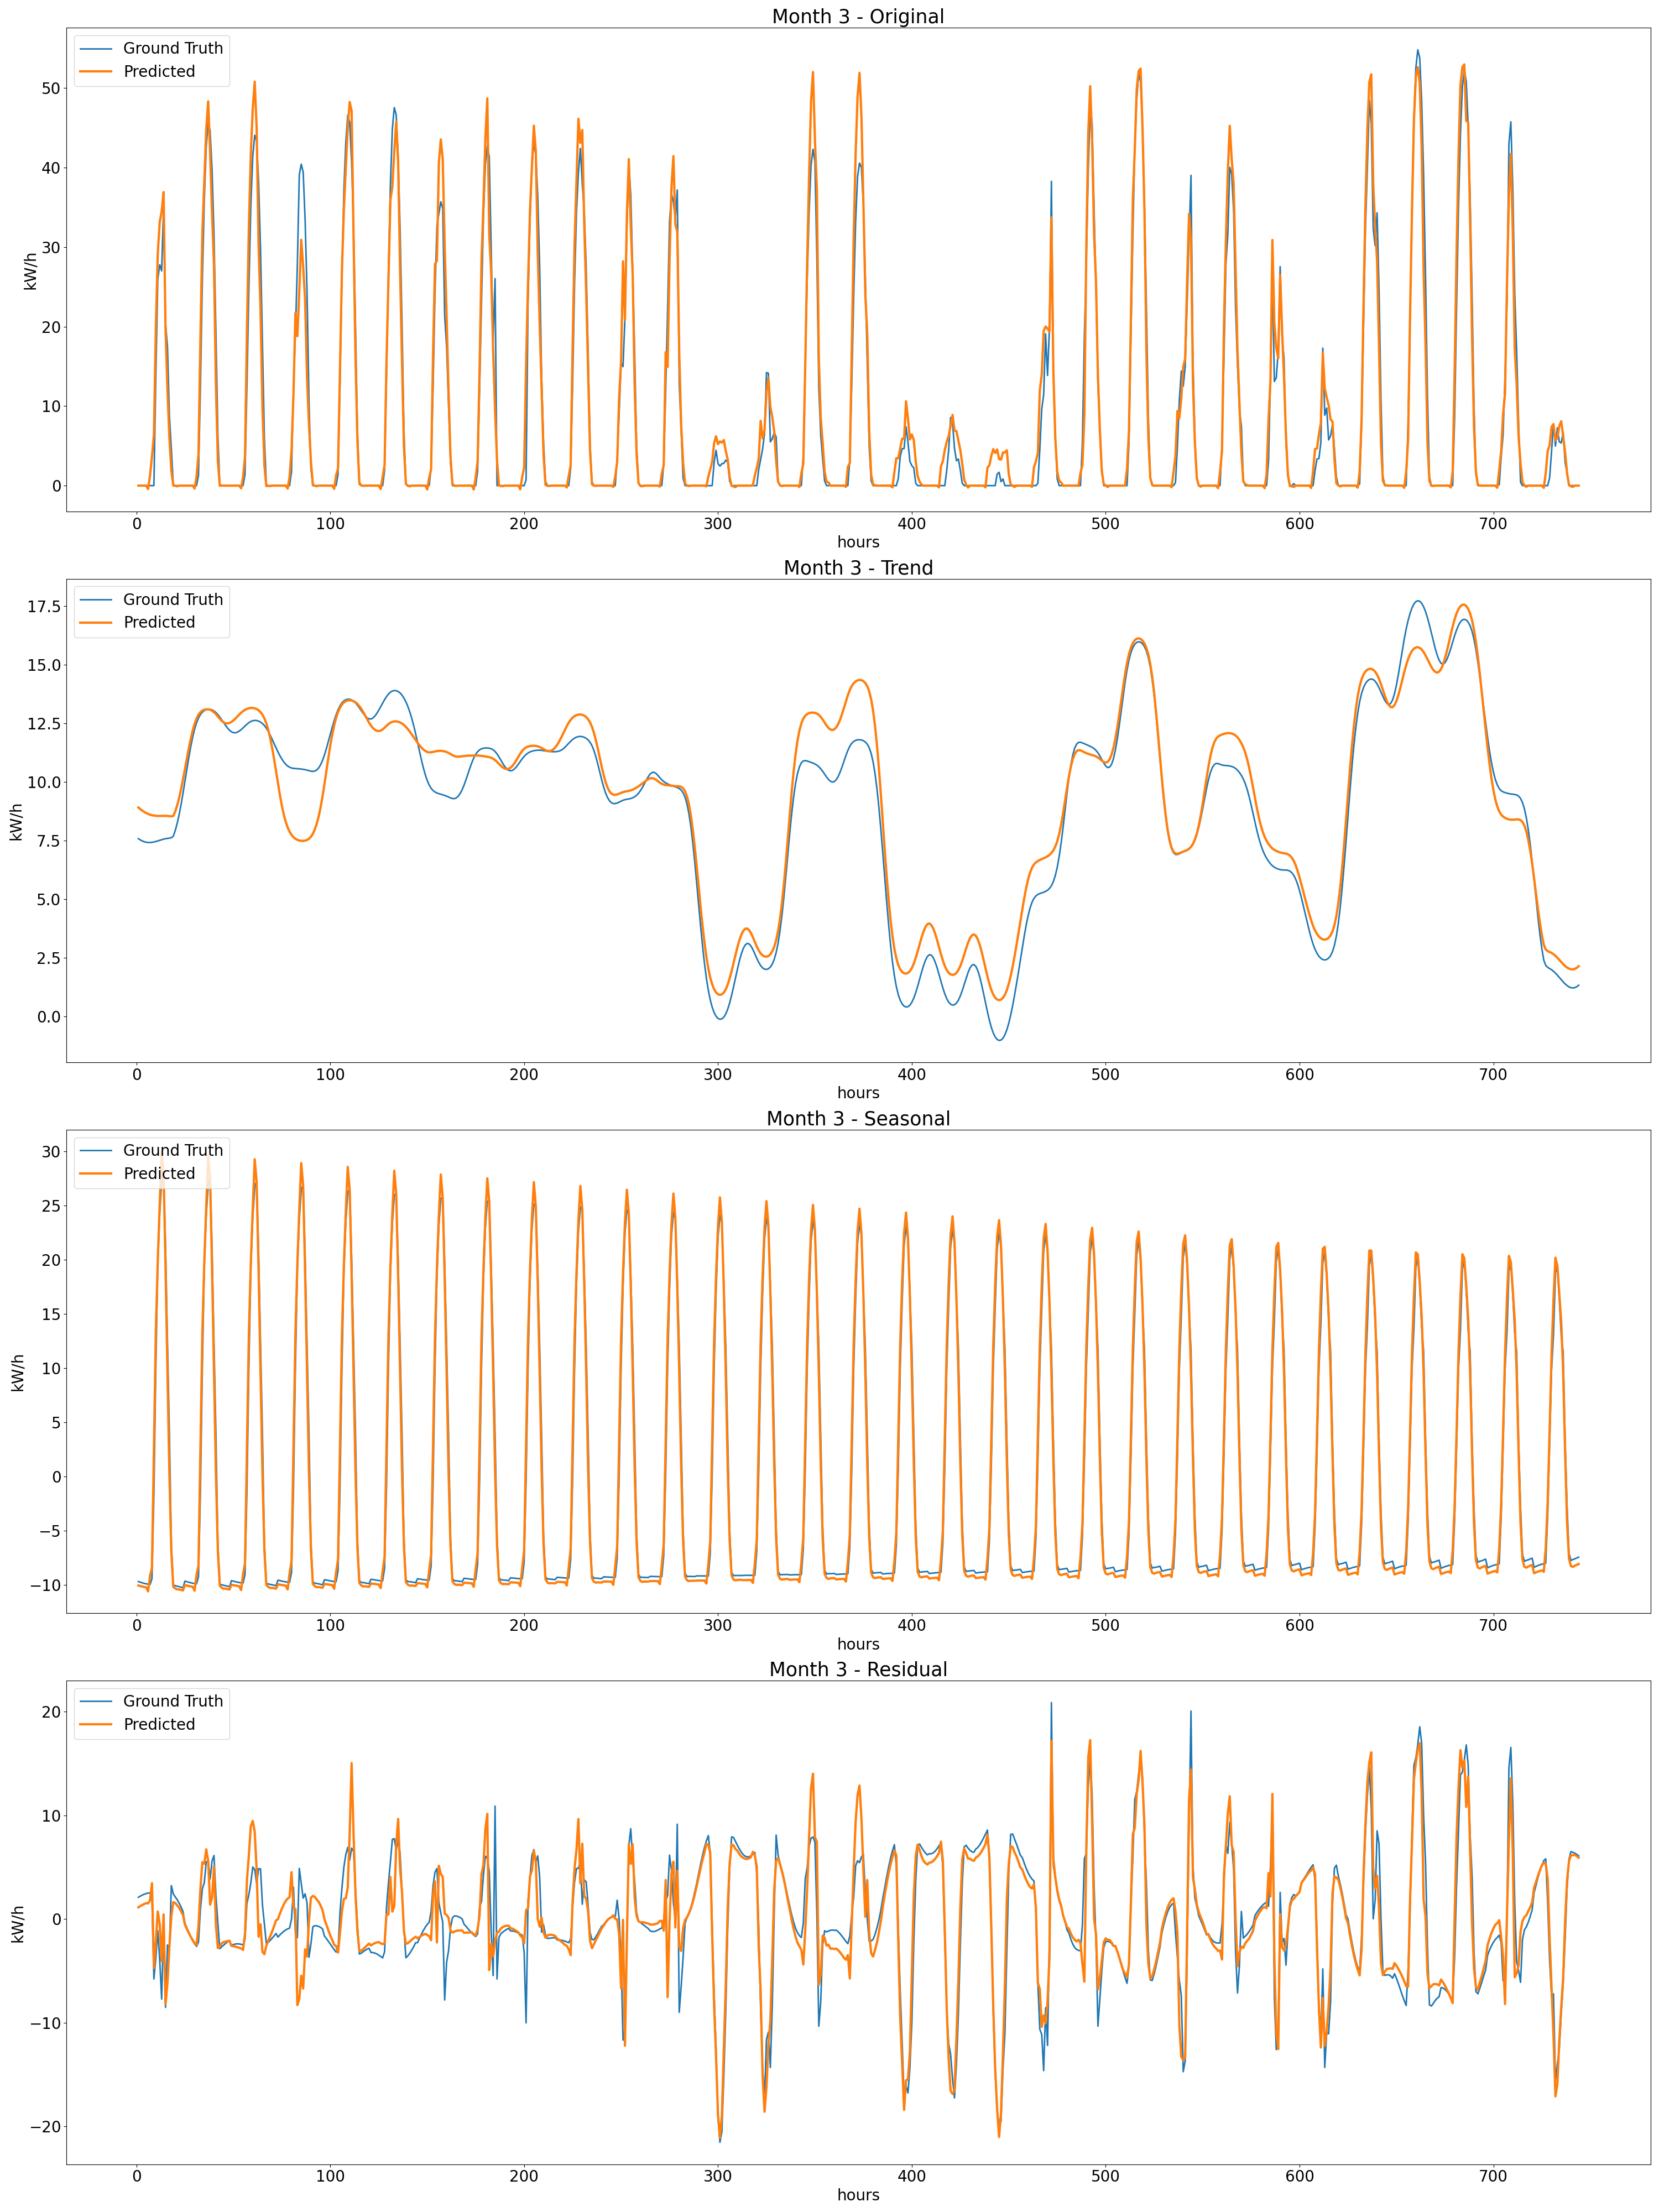 Month 3 - Original
Ground Truth
Predicted
50
40
30
20
10
0
kW/h
0 100 200 300 400 500 600 700
hours
Month 3 - Trend
Ground Truth
Predicted
17.5
15.0
12.5
10.0
7.5
5.0
2.5
0.0
kW/h
0 100 200 300 400 500 600 700
hours
Month 3 - Seasonal
Ground Truth
Predicted
30
25
20
15
10
5
0
−5
−10
kW/h
0 100 200 300 400 500 600 700
hours
Month 3 - Residual
Ground Truth
Predicted
20
10
0
−10
−20
kW/h
0 100 200 300 400 500 600 700
hours